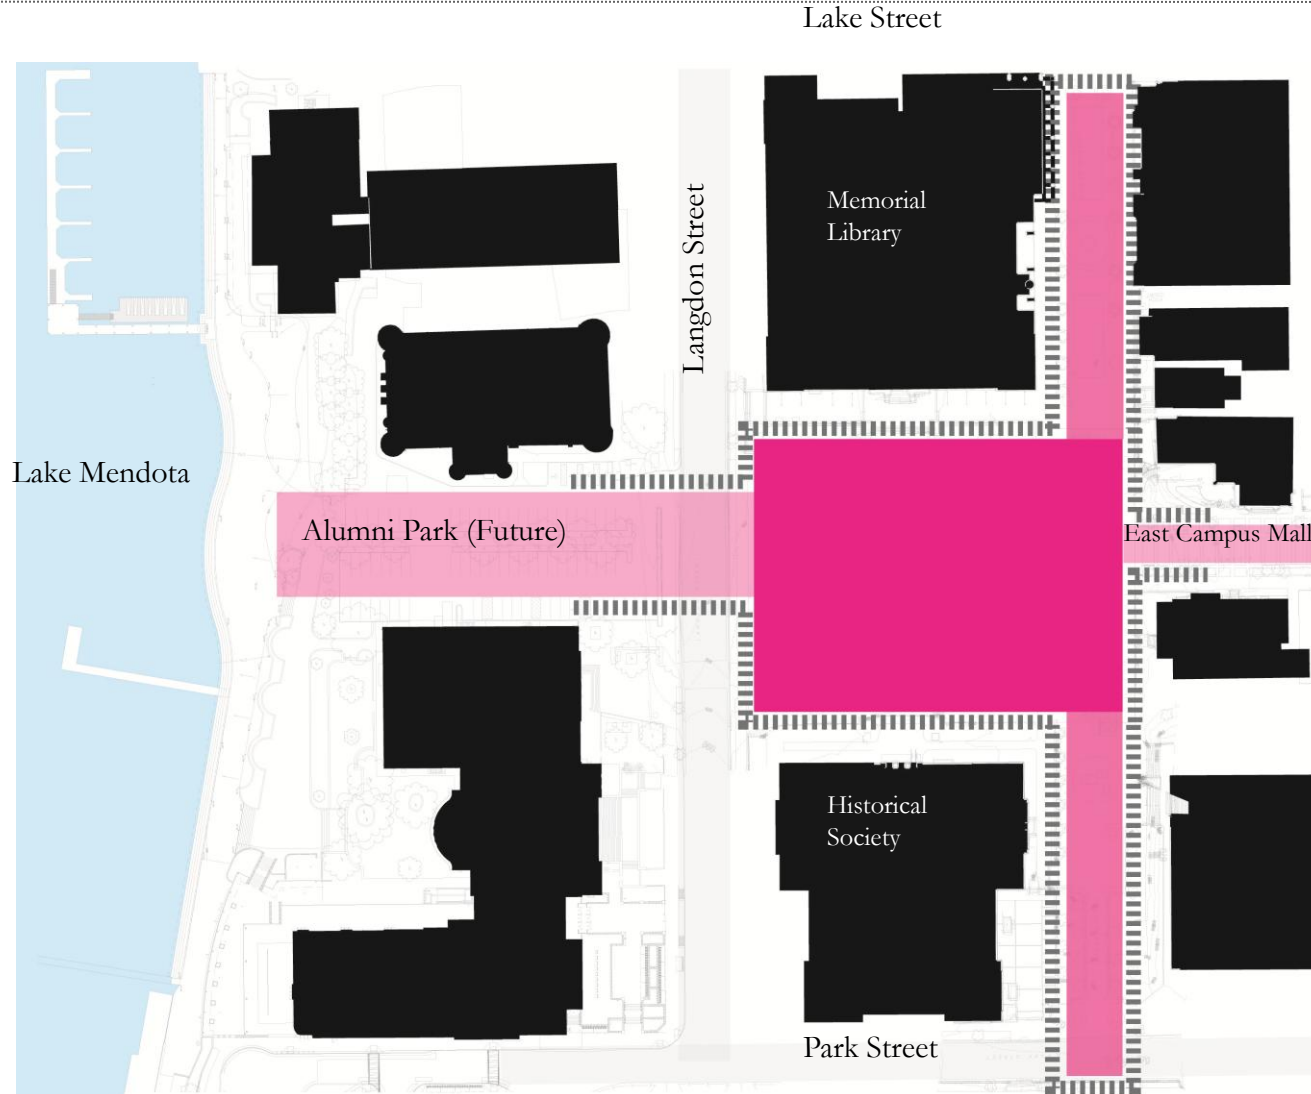 Lake Street
Langdon Street
Memorial
Library
Lake Mendota
Alumni Park (Future)
East Campus Mall
Historical
Society
Park Street